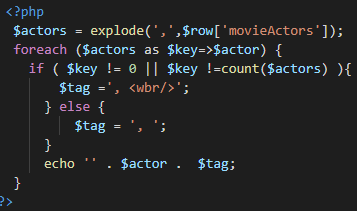 <?php
$actors = explode(',',$row['movieActors']);
foreach ($actors as $key=>$actor) {
if ( $key != 0 || $key !=count($actors) ){
$tag =', <wbr/>';
} else {
$tag = ', ';
}
echo '' . $actor .  $tag;
}
?>